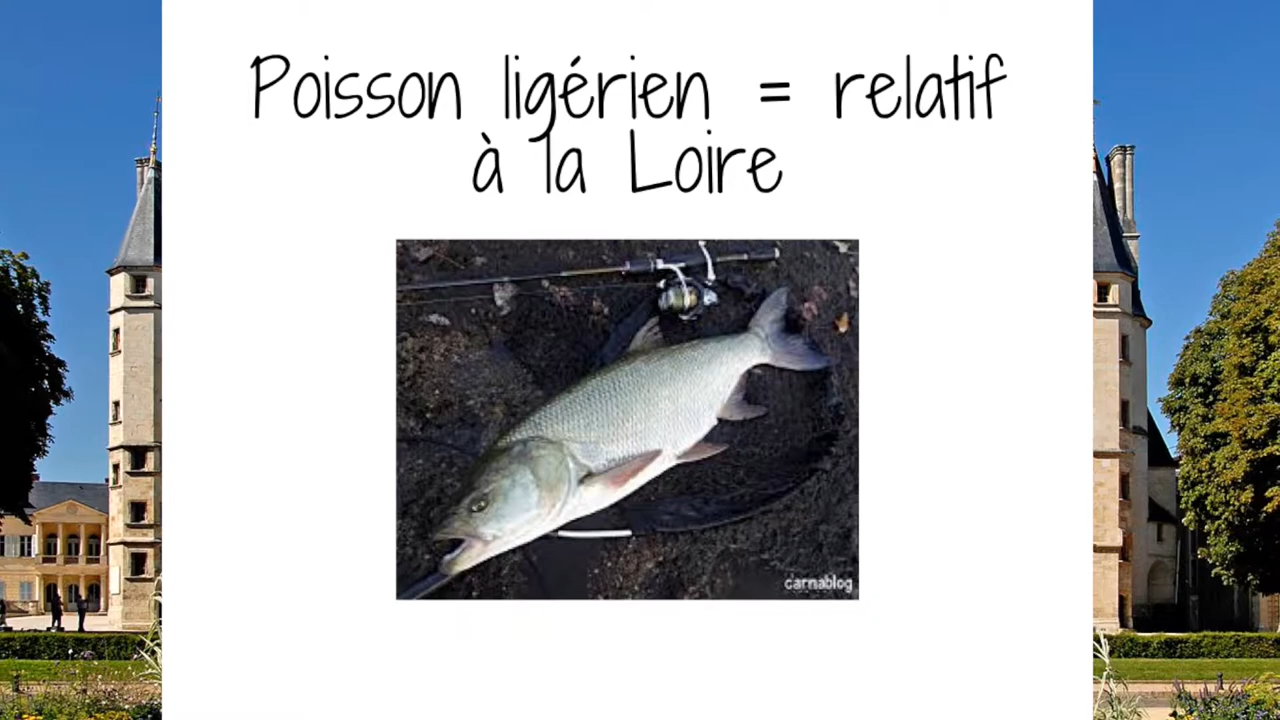 Poisson ligérien = relatif
à la Loire
carnablog